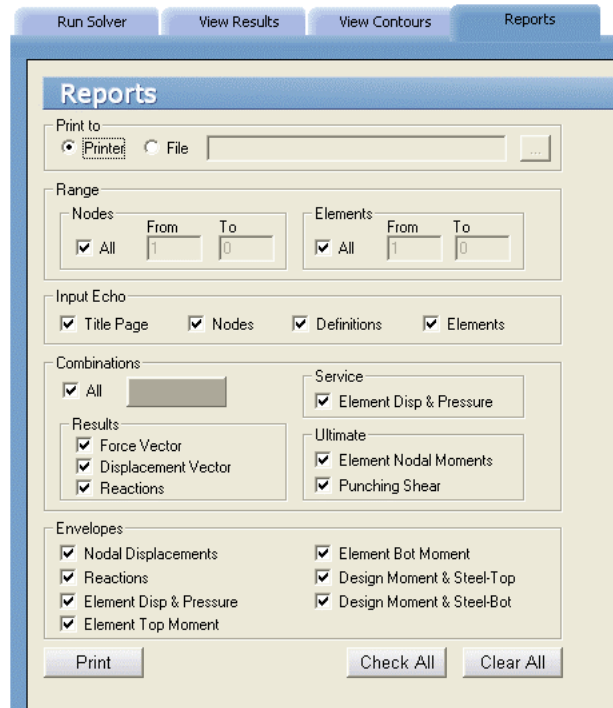 Run Solver View Results View Contours Reports
Reports
Print to
Printer File ...
Range
Nodes Elements
From To From To
All 1 0 All 1 0
Input Echo
Title Page Nodes Definitions Elements
Combinations
All
Service
Element Disp & Pressure
Results
Force Vector
Displacement Vector
Reactions
Ultimate
Element Nodal Moments
Punching Shear
Envelopes
Nodal Displacements
Reactions
Element Disp & Pressure
Element Top Moment
Element Bot Moment
Design Moment & Steel-Top
Design Moment & Steel-Bot
Print Check All Clear All